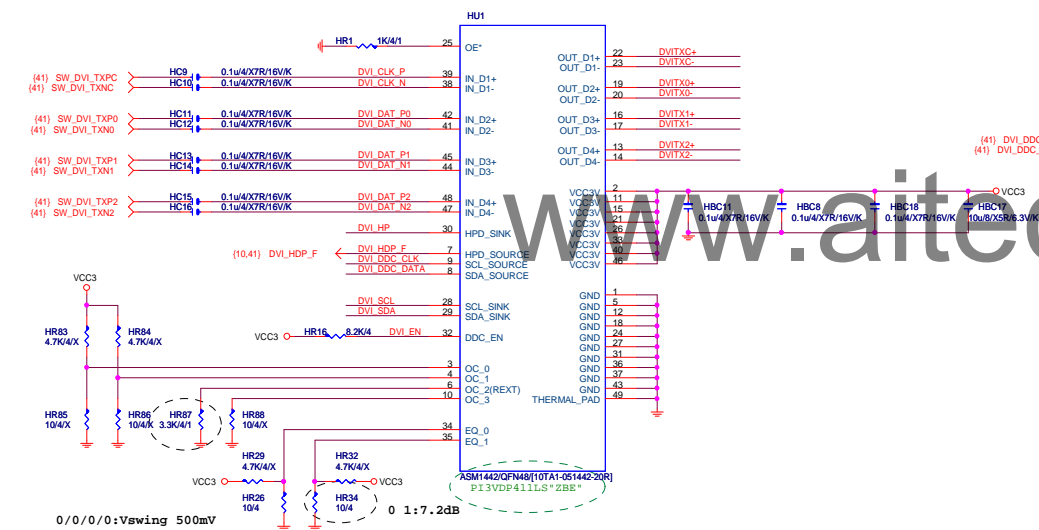 HU1
HR1 1K/4/1 25 OE*
{41} SW_DVI_TXPC HC9 0.1u/4/X7R/16V/K DVI_CLK_P 39 IN_D1+
{41} SW_DVI_TXNC HC10 0.1u/4/X7R/16V/K DVI_CLK_N 38 IN_D1-
{41} SW_DVI_TXP0 HC11 0.1u/4/X7R/16V/K DVI_DAT_P0 42 IN_D2+
{41} SW_DVI_TXN0 HC12 0.1u/4/X7R/16V/K DVI_DAT_N0 41 IN_D2-
{41} SW_DVI_TXP1 HC13 0.1u/4/X7R/16V/K DVI_DAT_P1 45 IN_D3+
{41} SW_DVI_TXN1 HC14 0.1u/4/X7R/16V/K DVI_DAT_N1 44 IN_D3-
{41} SW_DVI_TXP2 HC15 0.1u/4/X7R/16V/K DVI_DAT_P2 48 IN_D4+
{41} SW_DVI_TXN2 HC16 0.1u/4/X7R/16V/K DVI_DAT_N2 47 IN_D4-
DVI_HP 30 HPD_SINK
{10,41} DVI_HDP_F DVI_HDP_F 7 HPD_SOURCE
DVI_DDC_CLK 9 SCL_SOURCE
DVI_DDC_DATA 8 SDA_SOURCE
DVI_SCL 28 SCL_SINK
DVI_SDA 29 SDA_SINK
VCC3 HR16 8.2K/4 DVI_EN 32 DDC_EN
3 OC_0
4 OC_1
6 OC_2(REXT)
10 OC_3
34 EQ_0
35 EQ_1
OUT_D1+ 22 DVITXC+
OUT_D1- 23 DVITXC-
OUT_D2+ 19 DVITX0+
OUT_D2- 20 DVITX0-
OUT_D3+ 16 DVITX1+
OUT_D3- 17 DVITX1-
OUT_D4+ 13 DVITX2+
OUT_D4- 14 DVITX2-
VCC3V 2
VCC3V 11
VCC3V 15
VCC3V 21
VCC3V 26
VCC3V 33
VCC3V 40
VCC3V 46
GND 1
GND 5
GND 12
GND 18
GND 24
GND 27
GND 31
GND 36
GND 37
GND 43
THERMAL_PAD 49
{41} DVI_DDC
{41} DVI_DDC_
VCC3
HBC11
0.1u/4/X7R/16V/K
HBC8
0.1u/4/X7R/16V/K
HBC18
0.1u/4/X7R/16V/K
HBC17
10u/8/X5R/6.3V/K
www.aitec
VCC3
HR83
4.7K/4/X
HR84
4.7K/4/X
HR85
10/4/X
HR86
10/4/X
HR87
3.3K/4/1
HR88
10/4/X
HR29
4.7K/4/X
HR32
4.7K/4/X
VCC3
VCC3
HR26
10/4
HR34
10/4
ASM1442/QFN48/[10TA1-051442-20R]
PI3VDP411LS"ZBE"
0/0/0/0:Vswing 500mV
0 1:7.2dB